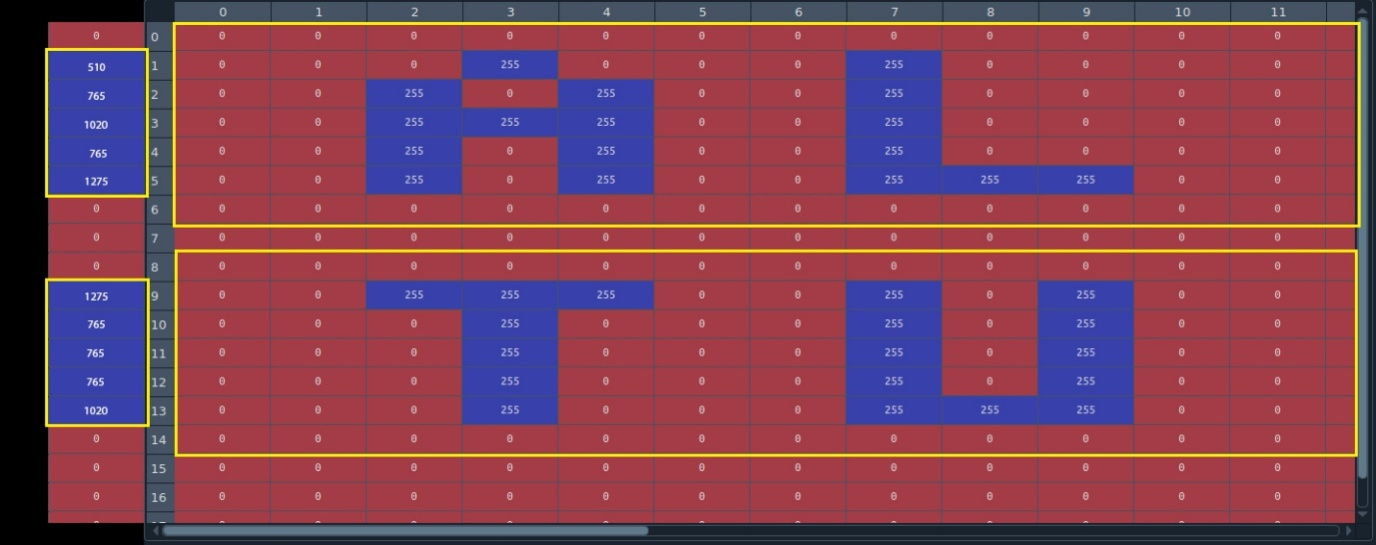 0 1 2 3 4 5 6 7 8 9 10 11
0 0 0 0 0 0 0 0 0 0 0 0 0 0
510 1 0 0 0 255 0 0 0 255 0 0 0 0
765 2 0 0 255 0 255 0 0 255 0 0 0 0
1020 3 0 0 255 255 255 0 0 255 0 0 0 0
765 4 0 0 255 0 255 0 0 255 0 0 0 0
1275 5 0 0 255 0 255 0 0 255 255 255 0 0
0 6 0 0 0 0 0 0 0 0 0 0 0 0
0 7 0 0 0 0 0 0 0 0 0 0 0 0
0 8 0 0 0 0 0 0 0 0 0 0 0 0
1275 9 0 0 255 255 255 0 0 255 0 255 0 0
765 10 0 0 0 255 0 0 0 255 0 255 0 0
765 11 0 0 0 255 0 0 0 255 0 255 0 0
765 12 0 0 0 255 0 0 0 255 0 255 0 0
1020 13 0 0 0 255 0 0 0 255 255 255 0 0
0 14 0 0 0 0 0 0 0 0 0 0 0 0
0 15 0 0 0 0 0 0 0 0 0 0 0 0
0 16 0 0 0 0 0 0 0 0 0 0 0 0